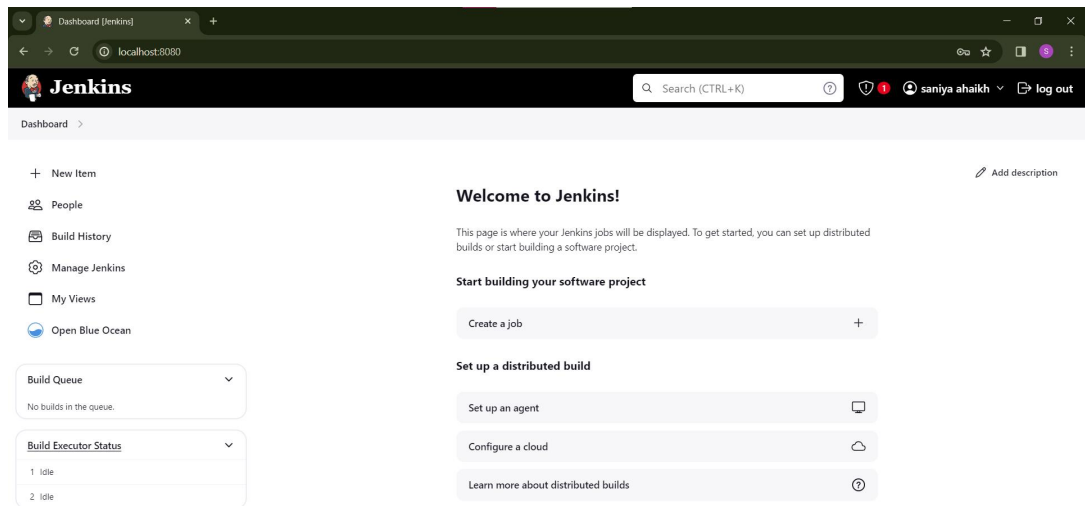 Dashboard [Jenkins]
localhost:8080
S
Jenkins
Search (CTRL+K)
1
saniya ahaikh
log out
Dashboard
New Item
People
Build History
Manage Jenkins
My Views
Open Blue Ocean
Build Queue
No builds in the queue.
Build Executor Status
1 Idle
2 Idle
Add description
Welcome to Jenkins!
This page is where your Jenkins jobs will be displayed. To get started, you can set up distributed
builds or start building a software project.
Start building your software project
Create a job
Set up a distributed build
Set up an agent
Configure a cloud
Learn more about distributed builds